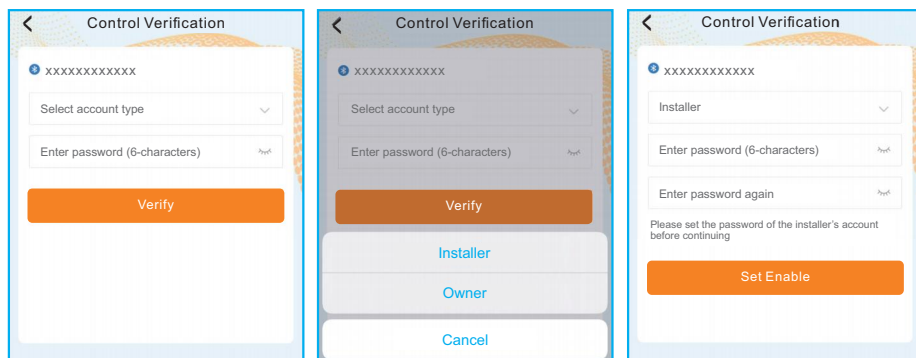 Control Verification
xxxxxxxxxxxx
Select account type
Enter password (6-characters)
Verify
Control Verification
xxxxxxxxxxxx
Select account type
Enter password (6-characters)
Verify
Installer
Owner
Cancel
Control Verification
xxxxxxxxxxxx
Installer
Enter password (6-characters)
Enter password again
Please set the password of the installer's account
before continuing
Set Enable